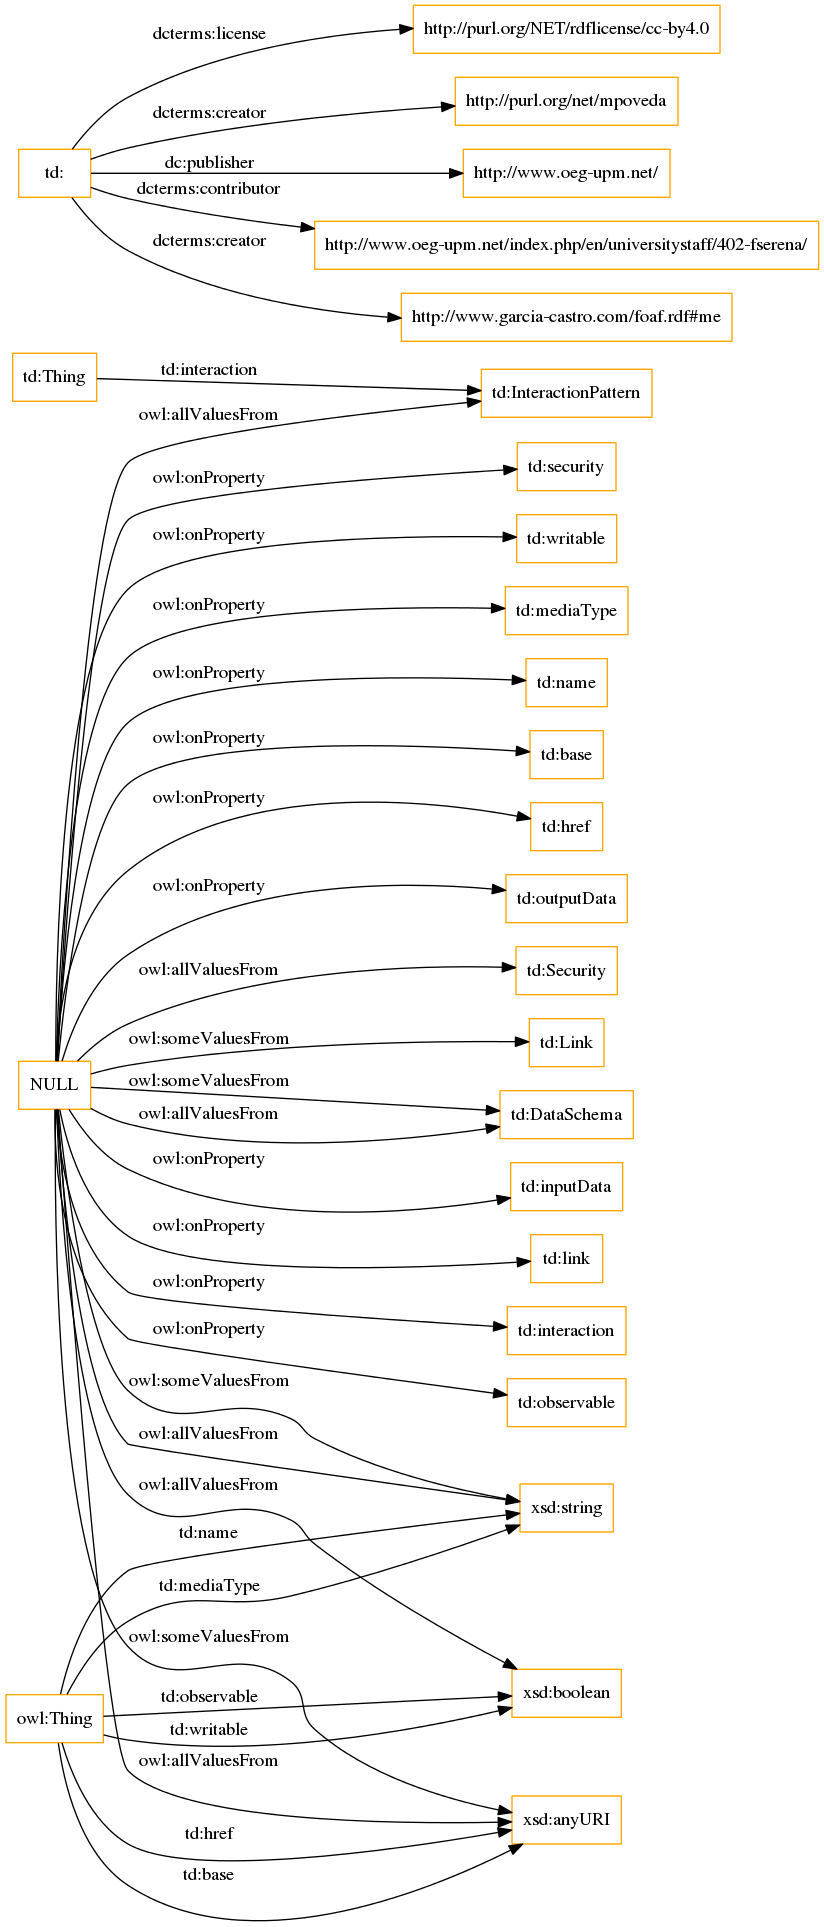 dcterms:license
http://purl.org/NET/rdflicense/cc-by4.0
dcterms:creator
http://purl.org/net/mpoveda
td:
dc:publisher
http://www.oeg-upm.net/
dcterms:contributor
http://www.oeg-upm.net/index.php/en/universitystaff/402-fserena/
dcterms:creator
http://www.garcia-castro.com/foaf.rdf#me
td:Thing
td:interaction
td:InteractionPattern
owl:allValuesFrom
owl:onProperty
td:security
owl:onProperty
td:writable
owl:onProperty
td:mediaType
owl:onProperty
td:name
owl:onProperty
td:base
owl:onProperty
td:href
owl:onProperty
td:outputData
owl:allValuesFrom
td:Security
owl:someValuesFrom
td:Link
NULL
owl:someValuesFrom
owl:allValuesFrom
td:DataSchema
owl:onProperty
td:inputData
owl:onProperty
td:link
owl:onProperty
td:interaction
owl:onProperty
td:observable
owl:someValuesFrom
owl:allValuesFrom
owl:allValuesFrom
xsd:string
td:name
td:mediaType
owl:someValuesFrom
owl:Thing
td:observable
xsd:boolean
td:writable
owl:allValuesFrom
xsd:anyURI
td:href
td:base